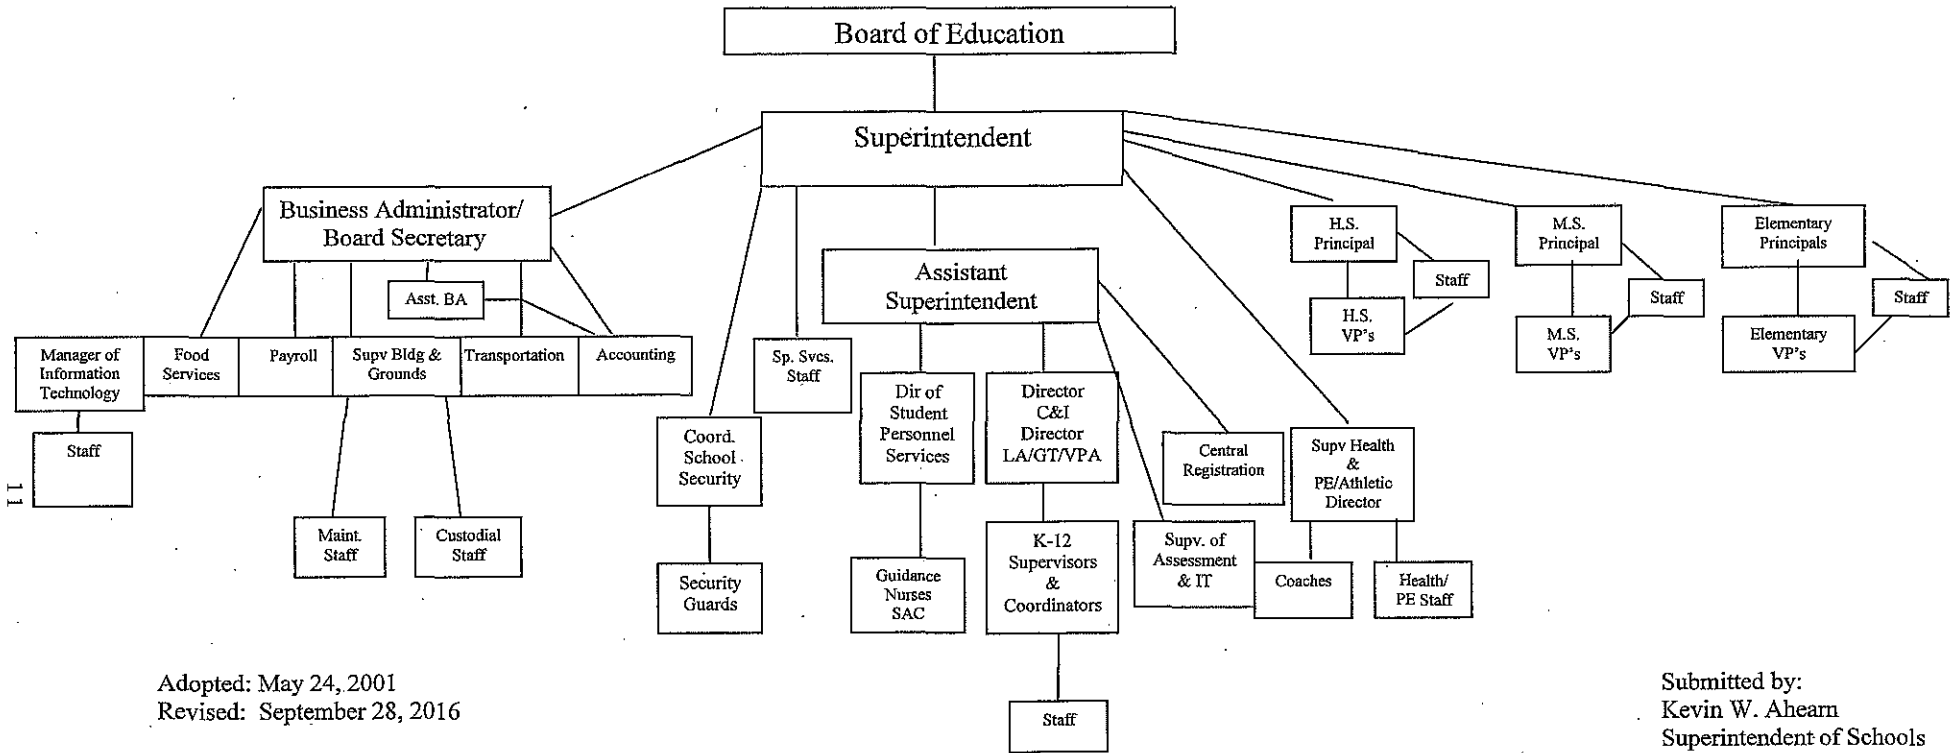 Board of Education
Superintendent
Business Administrator/
Board Secretary
Asst. BA
Assistant
Superintendent
H.S.
Principal
Staff
H.S.
VP's
M.S.
Principal
Staff
M.S.
VP's
Elementary
Principals
Staff
Elementary
VP's
Manager of
Information
Technology
Food
Services
Payroll
Supv Bldg &
Grounds
Transportation
Accounting
Staff
Maint.
Staff
Custodial
Staff
Sp. Svcs.
Staff
Coord.
School
Security
Security
Guards
Dir of
Student
Personnel
Services
Guidance
Nurses
SAC
Director
C&I
Director
LA/GT/VPA
K-12
Supervisors
&
Coordinators
Staff
Central
Registration
Supv. of
Assessment
& IT
Supv Health
&
PE/Athletic
Director
Coaches
Health/
PE Staff
11
Adopted: May 24, 2001
Revised: September 28, 2016
Submitted by:
Kevin W. Ahearn
Superintendent of Schools